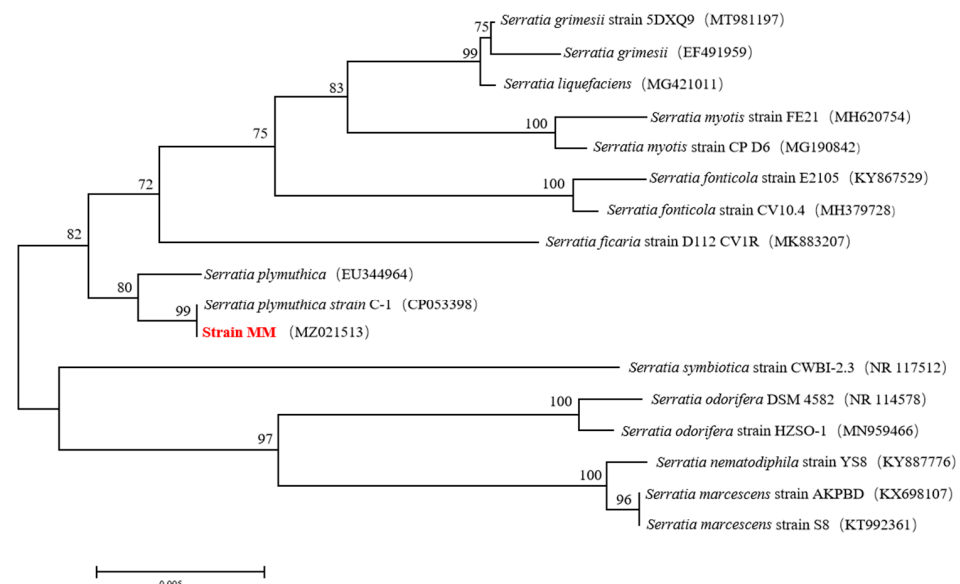 75
Serratia grimesii strain 5DXQ9（MT981197）
99
Serratia grimesii（EF491959）
Serratia liquefaciens（MG421011）
83
100
Serratia myotis strain FE21（MH620754）
Serratia myotis strain CP D6（MG190842）
75
100
Serratia fonticola strain E2105（KY867529）
Serratia fonticola strain CV10.4（MH379728）
72
Serratia ficaria strain D112 CV1R（MK883207）
82
80
Serratia plymuthica（EU344964）
99
Serratia plymuthica strain C-1（CP053398）
Strain MM（MZ021513）
Serratia symbiotica strain CWBI-2.3（NR 117512）
100
Serratia odorifera DSM 4582（NR 114578）
Serratia odorifera strain HZSO-1（MN959466）
97
100
Serratia nematodiphila strain YS8（KY887776）
96
Serratia marcescens strain AKPBD（KX698107）
Serratia marcescens strain S8（KT992361）
0.005